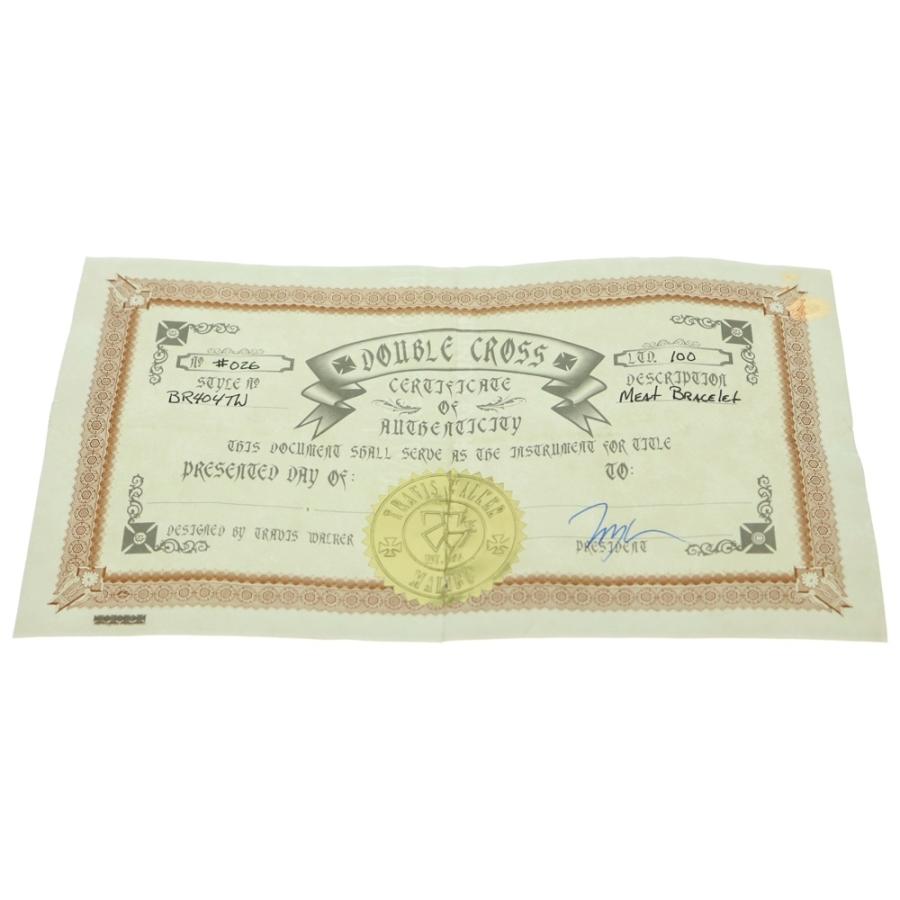 DOUBLE CROSS
Nº #026
LTD. 100
STYLE Nº
BR404TW
CERTIFICATE
OF
AUTHENTICITY
DESCRIPTION
Meat Bracelet
THIS DOCUMENT SHALL SERVE AS THE INSTRUMENT FOR TITLE
PRESENTED DAY OF:
TO:
TRAVIS WALKER
DESIGNED BY TRAVIS WALKER
PRESIDENT